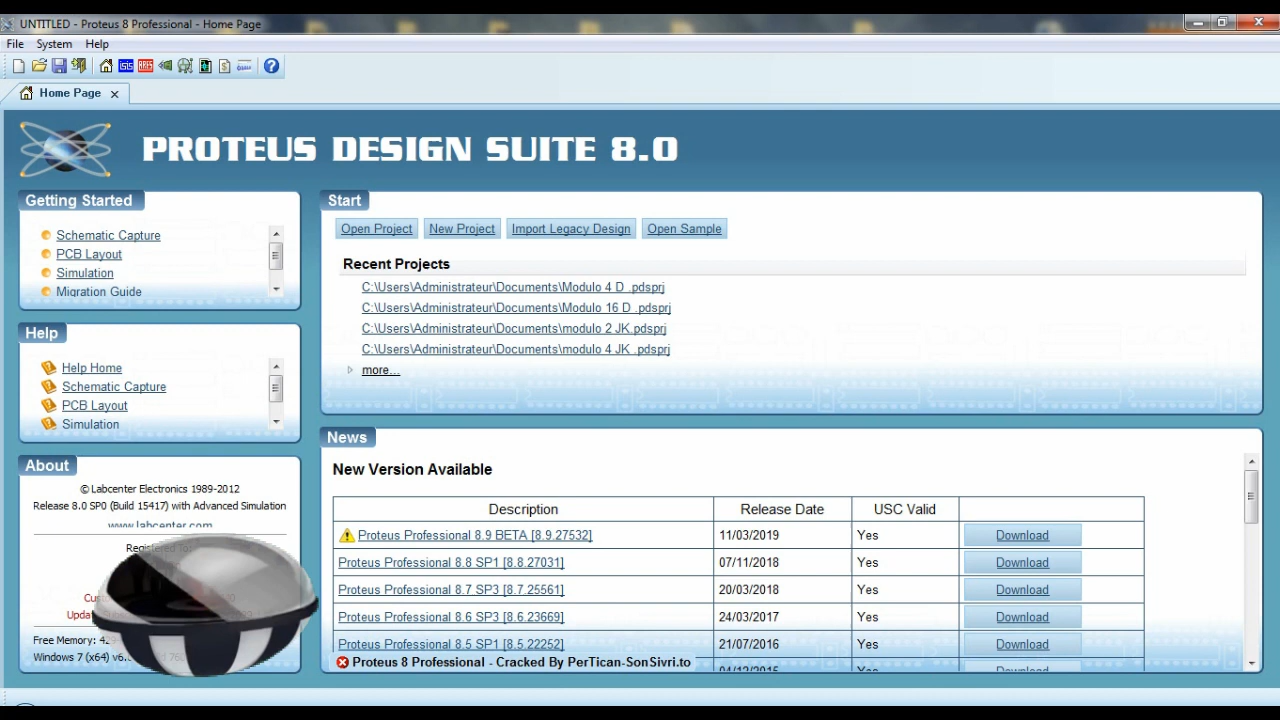 UNTITLED - Proteus 8 Professional - Home Page
File System Help
ISIS ARES
Home Page
PROTEUS DESIGN SUITE 8.0
Getting Started
Schematic Capture
PCB Layout
Simulation
Migration Guide
Help
Help Home
Schematic Capture
PCB Layout
Simulation
About
© Labcenter Electronics 1989-2012
Release 8.0 SP0 (Build 15417) with Advanced Simulation
www.labcenter.com
Registered To:
Free Memory:
Windows 7 (x64)
Start
Open Project New Project Import Legacy Design Open Sample
Recent Projects
C:\Users\Administrateur\Documents\Modulo 4 D .pdsprj
C:\Users\Administrateur\Documents\Modulo 16 D .pdsprj
C:\Users\Administrateur\Documents\modulo 2 JK.pdsprj
C:\Users\Administrateur\Documents\modulo 4 JK .pdsprj
more...
News
New Version Available
Description Release Date USC Valid
Proteus Professional 8.9 BETA [8.9.27532] 11/03/2019 Yes Download
Proteus Professional 8.8 SP1 [8.8.27031] 07/11/2018 Yes Download
Proteus Professional 8.7 SP3 [8.7.25561] 20/03/2018 Yes Download
Proteus Professional 8.6 SP3 [8.6.23669] 24/03/2017 Yes Download
Proteus Professional 8.5 SP1 [8.5.22252] 21/07/2016 Yes Download
Proteus 8 Professional - Cracked By PerTican-SonSivri.to